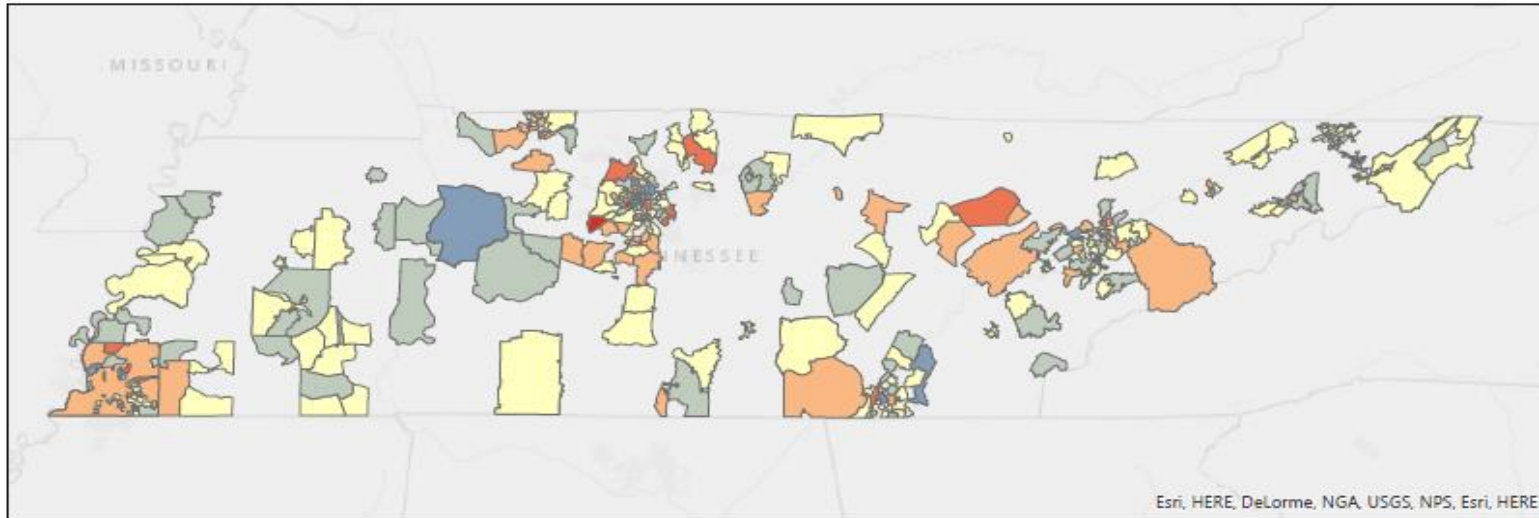 MISSOURI
NNESSEE
Esri, HERE, DeLorme, NGA, USGS, NPS, Esri, HERE